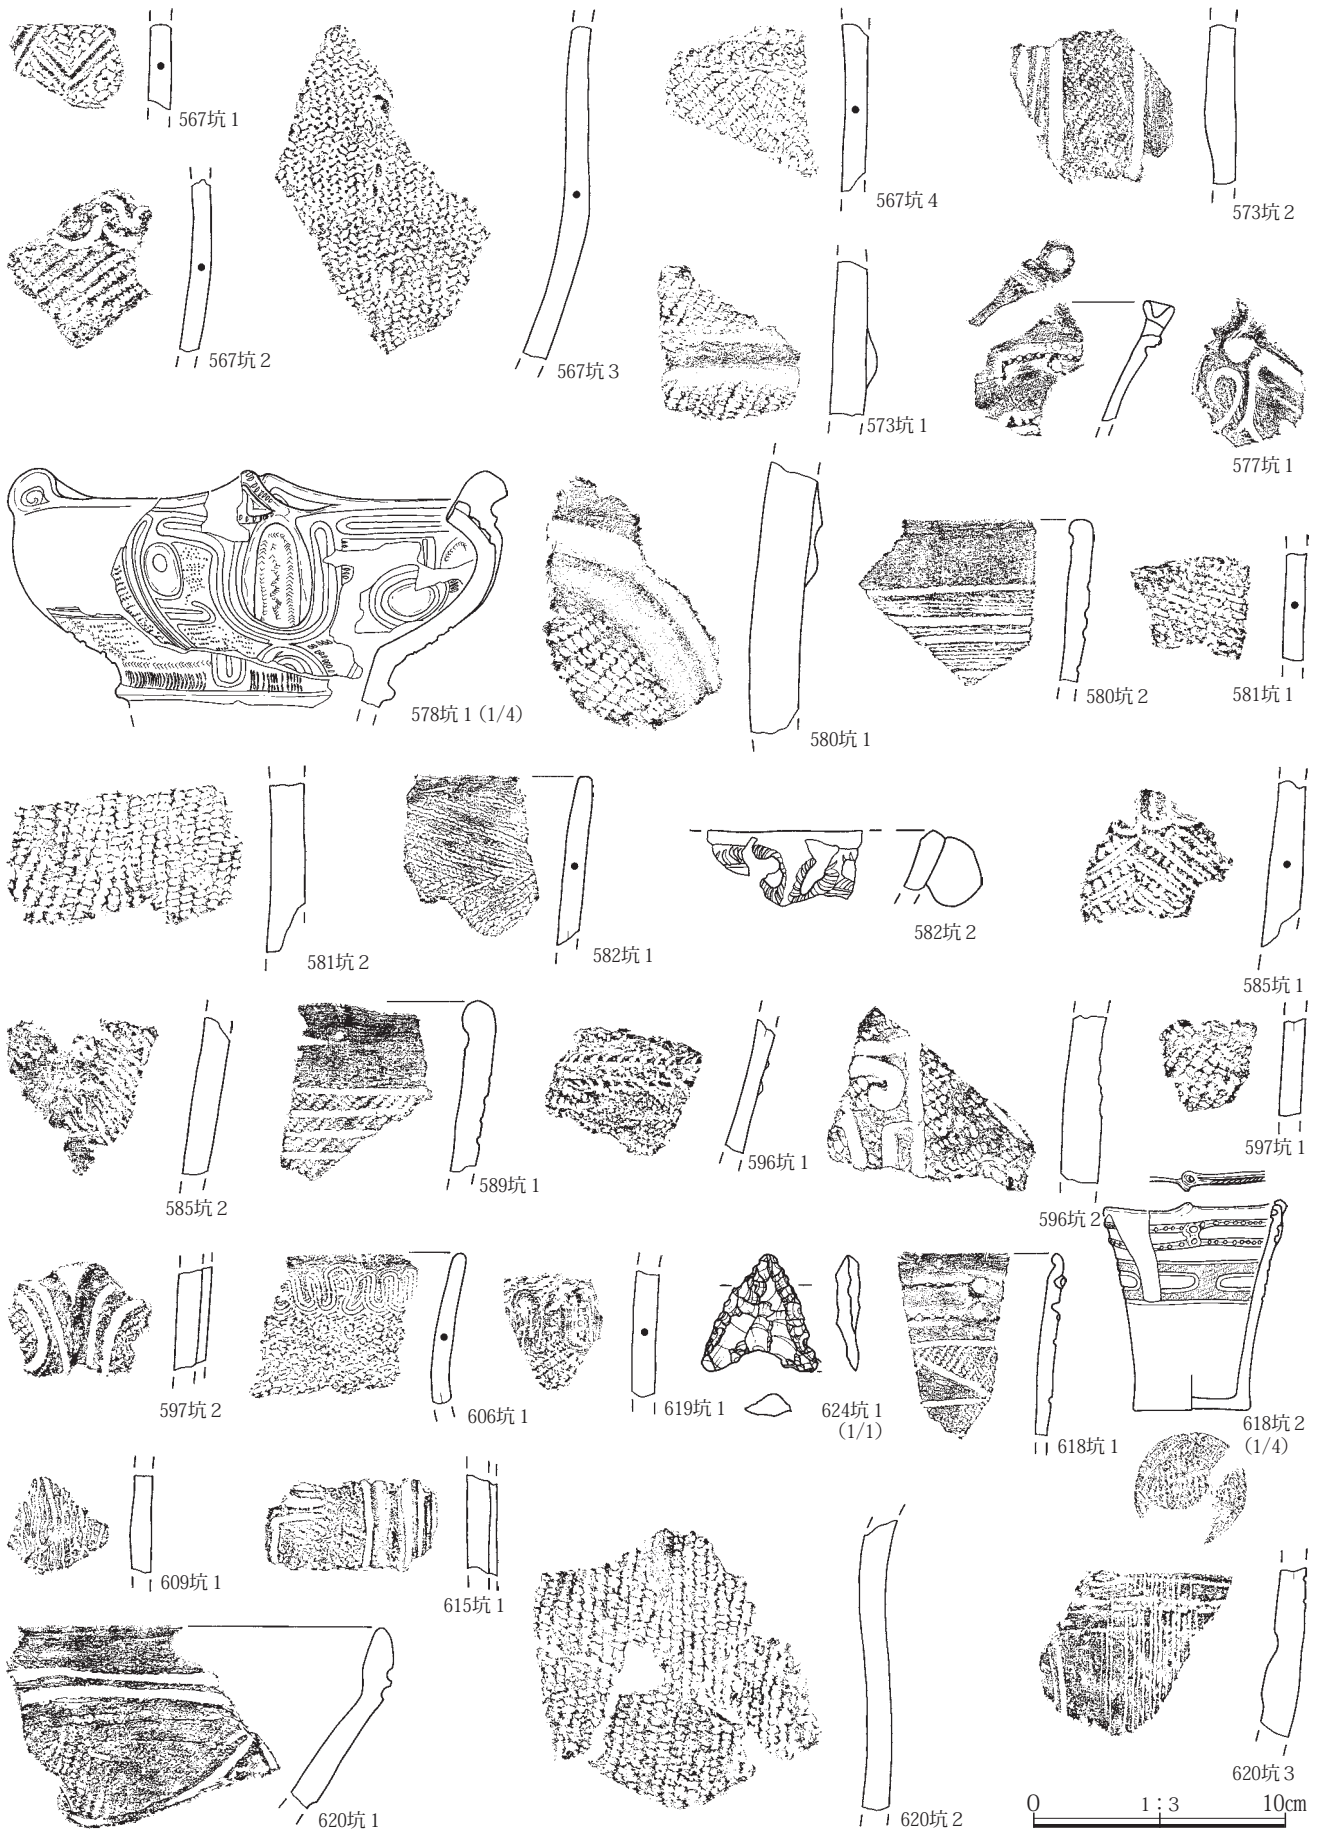 567坑 1
567坑 2
567坑 3
567坑 4
573坑 2
573坑 1
577坑 1
578坑 1 (1/4)
580坑 1
580坑 2
581坑 1
581坑 2
582坑 1
582坑 2
585坑 1
585坑 2
589坑 1
596坑 1
596坑 2
597坑 1
597坑 2
606坑 1
619坑 1
624坑 1
(1/1)
618坑 1
618坑 2
(1/4)
609坑 1
615坑 1
620坑 1
620坑 2
620坑 3
0 1:3 10cm